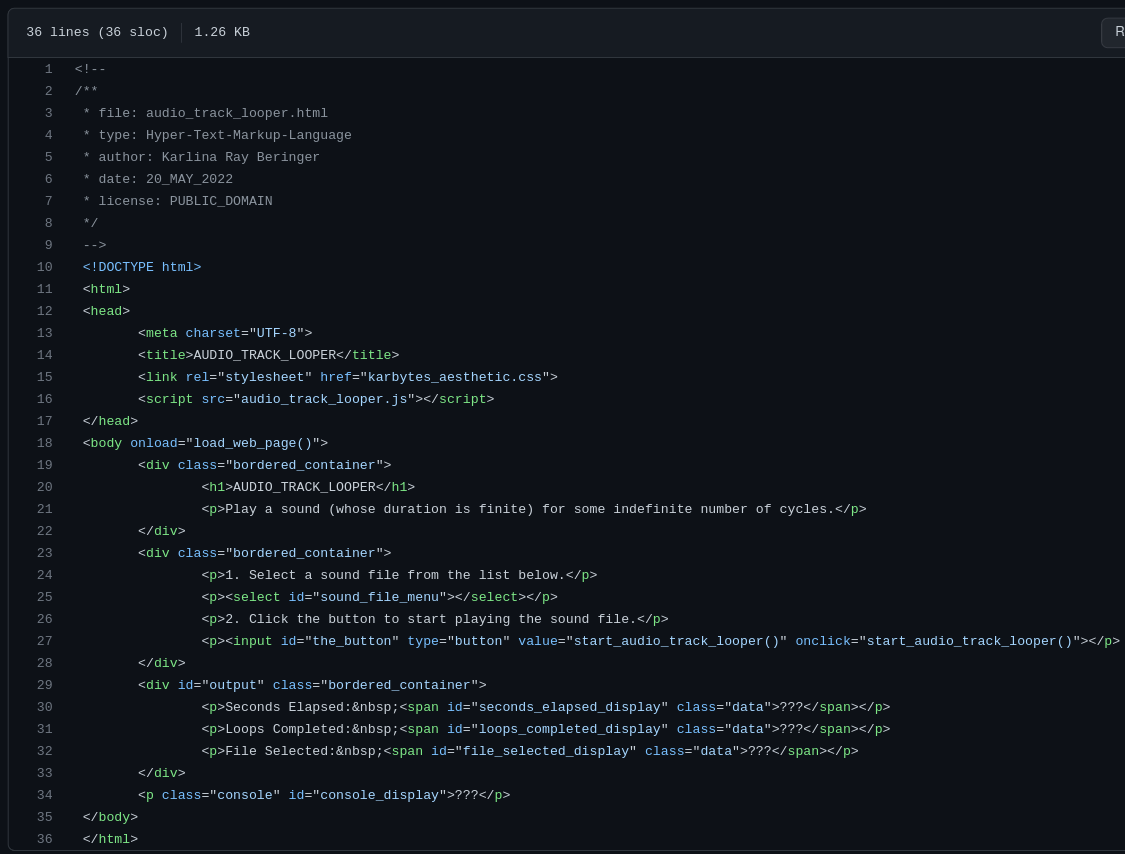 36 lines (36 sloc) 1.26 KB
R
1 <!--
2 /**
3  * file: audio_track_looper.html
4  * type: Hyper-Text-Markup-Language
5  * author: Karlina Ray Beringer
6  * date: 20_MAY_2022
7  * license: PUBLIC_DOMAIN
8  */
9  -->
10  <!DOCTYPE html>
11  <html>
12  <head>
13         <meta charset="UTF-8">
14         <title>AUDIO_TRACK_LOOPER</title>
15         <link rel="stylesheet" href="karbytes_aesthetic.css">
16         <script src="audio_track_looper.js"></script>
17  </head>
18  <body onload="load_web_page()">
19         <div class="bordered_container">
20                 <h1>AUDIO_TRACK_LOOPER</h1>
21                 <p>Play a sound (whose duration is finite) for some indefinite number of cycles.</p>
22         </div>
23         <div class="bordered_container">
24                 <p>1. Select a sound file from the list below.</p>
25                 <p><select id="sound_file_menu"></select></p>
26                 <p>2. Click the button to start playing the sound file.</p>
27                 <p><input id="the_button" type="button" value="start_audio_track_looper()" onclick="start_audio_track_looper()"></p>
28         </div>
29         <div id="output" class="bordered_container">
30                 <p>Seconds Elapsed:&nbsp;<span id="seconds_elapsed_display" class="data">???</span></p>
31                 <p>Loops Completed:&nbsp;<span id="loops_completed_display" class="data">???</span></p>
32                 <p>File Selected:&nbsp;<span id="file_selected_display" class="data">???</span></p>
33         </div>
34         <p class="console" id="console_display">???</p>
35  </body>
36  </html>